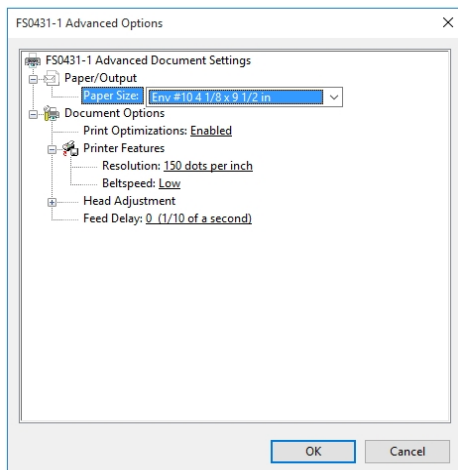 FS0431-1 Advanced Options
FS0431-1 Advanced Document Settings
Paper/Output
Paper Size: Env #10 4 1/8 x 9 1/2 in
Document Options
Print Optimizations: Enabled
Printer Features
Resolution: 150 dots per inch
Beltspeed: Low
Head Adjustment
Feed Delay: 0 (1/10 of a second)
OK Cancel